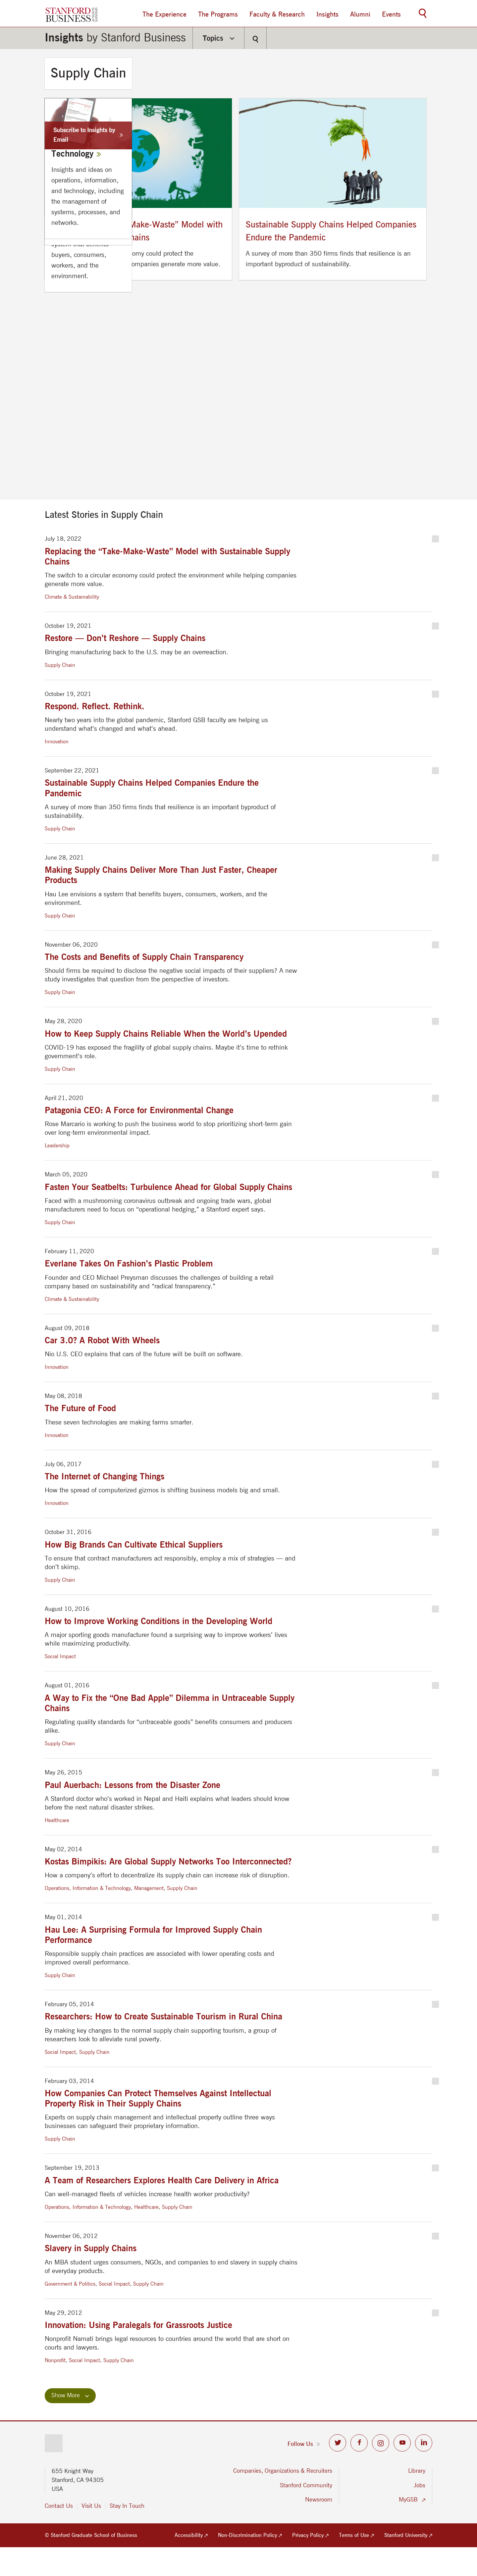 STANFORD
BUSINESS
The Experience
The Programs
Faculty & Research
Insights
Alumni
Events
Insights by Stanford Business
Topics
Supply Chain
Subscribe to Insights by
Email
Technology
Insights and ideas on
operations, information,
and technology, including
the management of
systems, processes, and
networks.
buyers, consumers,
workers, and the
environment.
Make-Waste” Model with
hains
omy could protect the
ompanies generate more value.
Sustainable Supply Chains Helped Companies
Endure the Pandemic
A survey of more than 350 firms finds that resilience is an
important byproduct of sustainability.
Latest Stories in Supply Chain
July 18, 2022
Replacing the “Take-Make-Waste” Model with Sustainable Supply
Chains
The switch to a circular economy could protect the environment while helping companies
generate more value.
Climate & Sustainability
October 19, 2021
Restore — Don’t Reshore — Supply Chains
Bringing manufacturing back to the U.S. may be an overreaction.
Supply Chain
October 19, 2021
Respond. Reflect. Rethink.
Nearly two years into the global pandemic, Stanford GSB faculty are helping us
understand what’s changed and what’s ahead.
Innovation
September 22, 2021
Sustainable Supply Chains Helped Companies Endure the
Pandemic
A survey of more than 350 firms finds that resilience is an important byproduct of
sustainability.
Supply Chain
June 28, 2021
Making Supply Chains Deliver More Than Just Faster, Cheaper
Products
Hau Lee envisions a system that benefits buyers, consumers, workers, and the
environment.
Supply Chain
November 06, 2020
The Costs and Benefits of Supply Chain Transparency
Should firms be required to disclose the negative social impacts of their suppliers? A new
study investigates that question from the perspective of investors.
Supply Chain
May 28, 2020
How to Keep Supply Chains Reliable When the World’s Upended
COVID-19 has exposed the fragility of global supply chains. Maybe it’s time to rethink
government’s role.
Supply Chain
April 21, 2020
Patagonia CEO: A Force for Environmental Change
Rose Marcario is working to push the business world to stop prioritizing short-term gain
over long-term environmental impact.
Leadership
March 05, 2020
Fasten Your Seatbelts: Turbulence Ahead for Global Supply Chains
Faced with a mushrooming coronavirus outbreak and ongoing trade wars, global
manufacturers need to focus on “operational hedging,” a Stanford expert says.
Supply Chain
February 11, 2020
Everlane Takes On Fashion’s Plastic Problem
Founder and CEO Michael Preysman discusses the challenges of building a retail
company based on sustainability and “radical transparency.”
Climate & Sustainability
August 09, 2018
Car 3.0? A Robot With Wheels
Nio U.S. CEO explains that cars of the future will be built on software.
Innovation
May 08, 2018
The Future of Food
These seven technologies are making farms smarter.
Innovation
July 06, 2017
The Internet of Changing Things
How the spread of computerized gizmos is shifting business models big and small.
Innovation
October 31, 2016
How Big Brands Can Cultivate Ethical Suppliers
To ensure that contract manufacturers act responsibly, employ a mix of strategies — and
don’t skimp.
Supply Chain
August 10, 2016
How to Improve Working Conditions in the Developing World
A major sporting goods manufacturer found a surprising way to improve workers’ lives
while maximizing productivity.
Social Impact
August 01, 2016
A Way to Fix the “One Bad Apple” Dilemma in Untraceable Supply
Chains
Regulating quality standards for “untraceable goods” benefits consumers and producers
alike.
Supply Chain
May 26, 2015
Paul Auerbach: Lessons from the Disaster Zone
A Stanford doctor who’s worked in Nepal and Haiti explains what leaders should know
before the next natural disaster strikes.
Healthcare
May 02, 2014
Kostas Bimpikis: Are Global Supply Networks Too Interconnected?
How a company’s effort to decentralize its supply chain can increase risk of disruption.
Operations, Information & Technology, Management, Supply Chain
May 01, 2014
Hau Lee: A Surprising Formula for Improved Supply Chain
Performance
Responsible supply chain practices are associated with lower operating costs and
improved overall performance.
Supply Chain
February 05, 2014
Researchers: How to Create Sustainable Tourism in Rural China
By making key changes to the normal supply chain supporting tourism, a group of
researchers look to alleviate rural poverty.
Social Impact, Supply Chain
February 03, 2014
How Companies Can Protect Themselves Against Intellectual
Property Risk in Their Supply Chains
Experts on supply chain management and intellectual property outline three ways
businesses can safeguard their proprietary information.
Supply Chain
September 19, 2013
A Team of Researchers Explores Health Care Delivery in Africa
Can well-managed fleets of vehicles increase health worker productivity?
Operations, Information & Technology, Healthcare, Supply Chain
November 06, 2012
Slavery in Supply Chains
An MBA student urges consumers, NGOs, and companies to end slavery in supply chains
of everyday products.
Government & Politics, Social Impact, Supply Chain
May 29, 2012
Innovation: Using Paralegals for Grassroots Justice
Nonprofit Namati brings legal resources to countries around the world that are short on
courts and lawyers.
Nonprofit, Social Impact, Supply Chain
Show More
Follow Us
655 Knight Way
Stanford, CA 94305
USA
Contact Us
Visit Us
Stay In Touch
Companies, Organizations & Recruiters
Stanford Community
Newsroom
Library
Jobs
MyGSB
© Stanford Graduate School of Business
Accessibility
Non-Discrimination Policy
Privacy Policy
Terms of Use
Stanford University